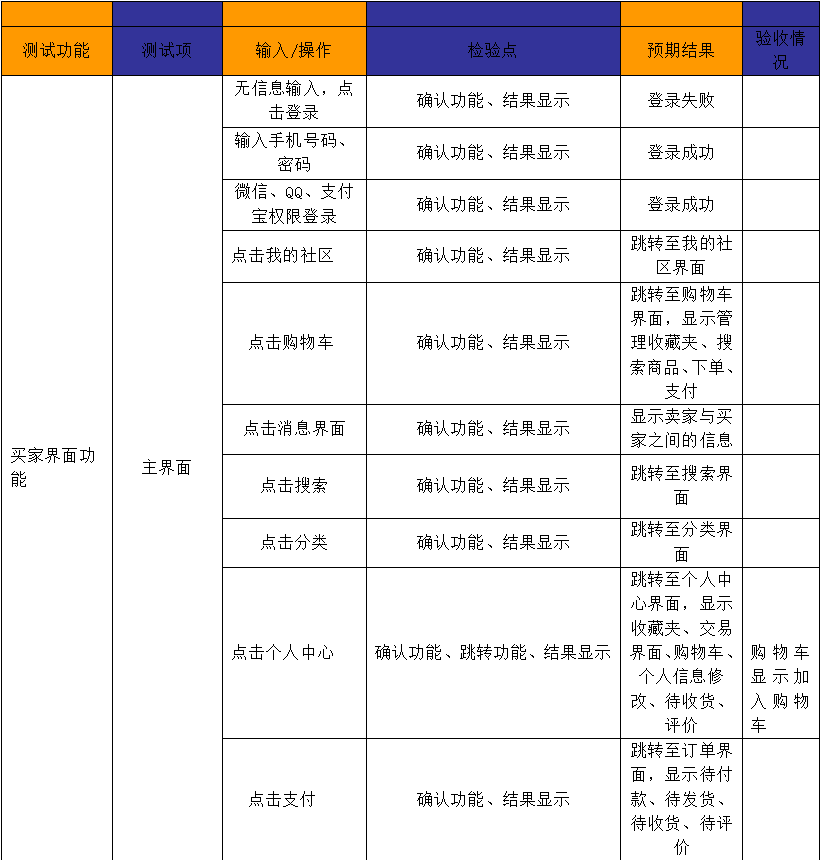 测试功能
测试项
输入/操作
检验点
预期结果
验收情
况
买家界面功
能
主界面
无信息输入，点
击登录
确认功能、结果显示
登录失败
输入手机号码、
密码
确认功能、结果显示
登录成功
微信、QQ、支付
宝权限登录
确认功能、结果显示
登录成功
点击我的社区
确认功能、结果显示
跳转至我的社
区界面
点击购物车
确认功能、结果显示
跳转至购物车
界面，显示管
理收藏夹、搜
索商品、下单、
支付
点击消息界面
确认功能、结果显示
显示卖家与买
家之间的信息
点击搜索
确认功能、结果显示
跳转至搜索界
面
点击分类
确认功能、结果显示
跳转至分类界
面
点击个人中心
确认功能、跳转功能、结果显示
跳转至个人中
心界面，显示
收藏夹、交易
界面、购物车、
个人信息修
改、待收货、
评价
购物车
显示加
入购物
车
点击支付
确认功能、结果显示
跳转至订单界
面，显示待付
款、待发货、
待收货、待评
价